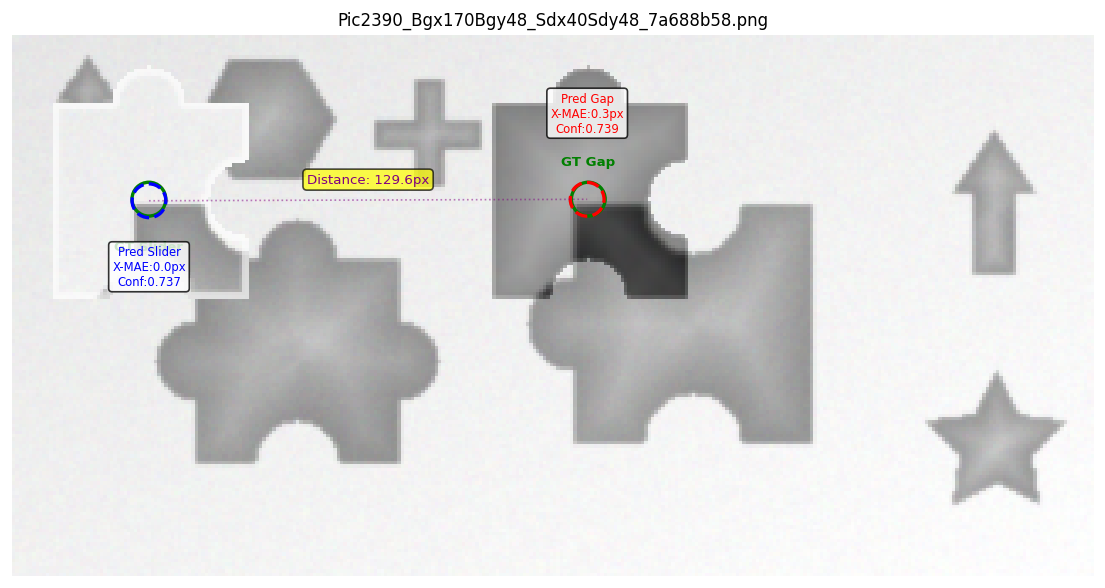 Pic2390_Bgx170Bgy48_Sdx40Sdy48_7a688b58.png
Pred Gap
X-MAE:0.3px
Conf:0.739
GT Gap
Distance: 129.6px
Pred Slider
X-MAE:0.0px
Conf:0.737